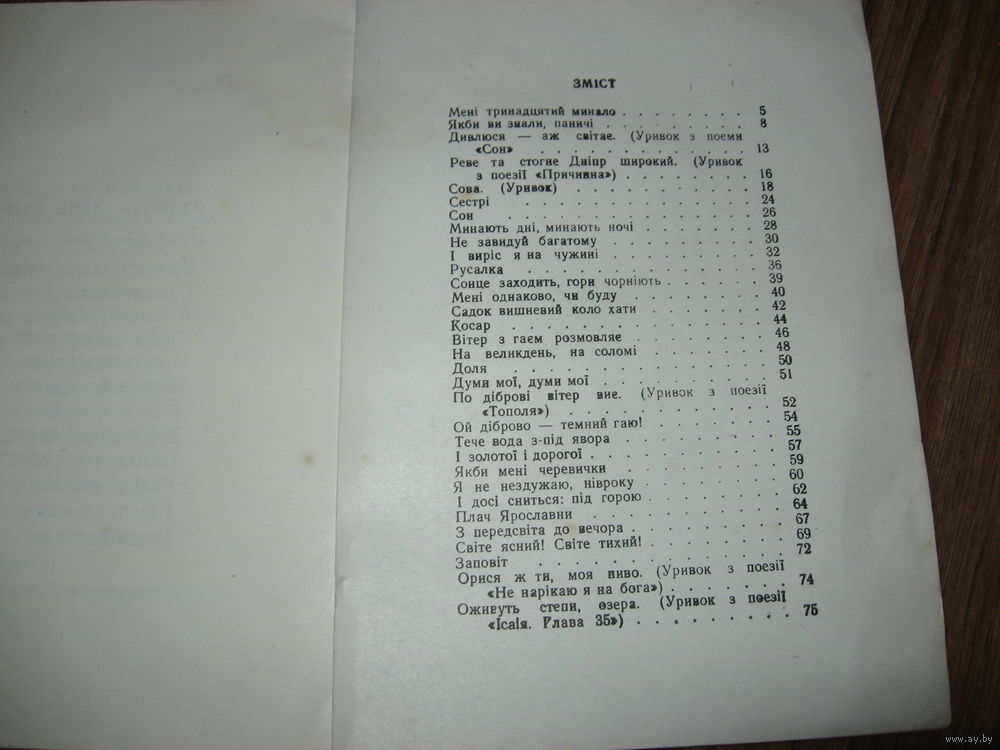 ЗМІСТ
Мені тринадцятий минало . . . . . . . . 5
Якби ви знали, паничі . . . . . . . . . 8
Дивлюся — аж світає. (Уривок з поеми
«Сон» . . . . . . . . . . . . 13
Реве та стогне Дніпр широкий. (Уривок
з поезії «Причинна») . . . . . . . . 16
Сова. (Уривок) . . . . . . . . . . . 18
Сестрі . . . . . . . . . . . . . 24
Сон . . . . . . . . . . . . . . 26
Минають дні, минають ночі . . . . . . . 28
Не завидуй багатому . . . . . . . . . 30
І виріс я на чужині . . . . . . . . . 32
Русалка . . . . . . . . . . . . . 36
Сонце заходить, гори чорніють . . . . . . 39
Мені однаково, чи буду . . . . . . . . 40
Садок вишневий коло хати . . . . . . . 42
Косар . . . . . . . . . . . . . 44
Вітер з гаєм розмовляє . . . . . . . . 46
На великдень, на соломі . . . . . . . 48
Доля . . . . . . . . . . . . . . 50
Думи мої, думи мої . . . . . . . . . 51
По діброві вітер виє. (Уривок з поезії
«Тополя») . . . . . . . . . . . 52
Ой діброво — темний гаю! . . . . . . . 54
Тече вода з-під явора . . . . . . . . 55
І золотої і дорогої . . . . . . . . . 57
Якби мені черевички . . . . . . . . . 59
Я не нездужаю, нівроку . . . . . . . . 60
І досі сниться: під горою . . . . . . . 62
Плач Ярославни . . . . . . . . . . 64
З передсвіта до вечора . . . . . . . . 67
Світе ясний! Світе тихий! . . . . . . . 69
Заповіт . . . . . . . . . . . . . 72
Орися ж ти, моя ниво. (Уривок з поезії
«Не нарікаю я на бога») . . . . . . . 74
Оживуть степи, озера. (Уривок з поезії
«Ісаія. Глава 35») . . . . . . . . . 75
www.ay.by